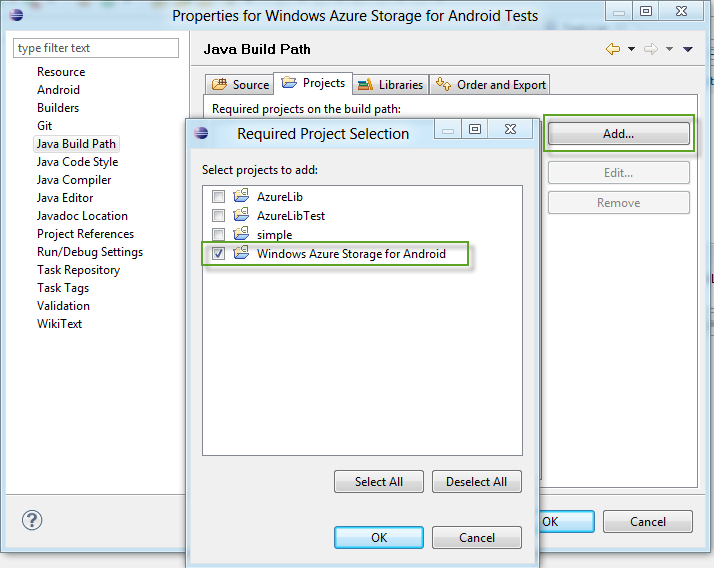 Properties for Windows Azure Storage for Android Tests
type filter text
Resource
Android
Builders
Git
Java Build Path
Java Code Style
Java Compiler
Java Editor
Javadoc Location
Project References
Run/Debug Settings
Task Repository
Task Tags
Validation
WikiText
Java Build Path
Source Projects Libraries Order and Export
Required projects on the build path:
Add...
Edit...
Remove
Required Project Selection
Select projects to add:
AzureLib
AzureLibTest
simple
Windows Azure Storage for Android
Select All Deselect All
OK Cancel
OK Cancel